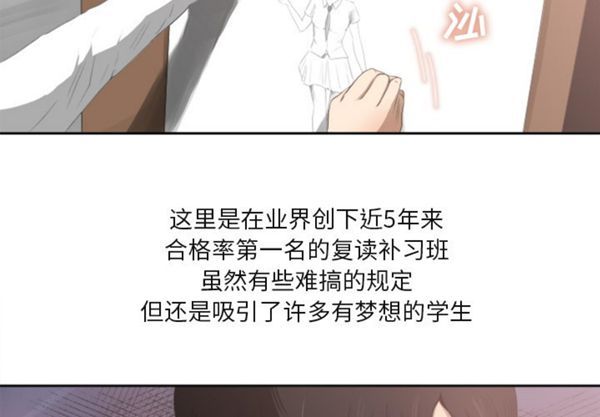 汕
这里是在业界创下近5年来
合格率第一名的复读补习班
虽然有些难搞的规定
但还是吸引了许多有梦想的学生